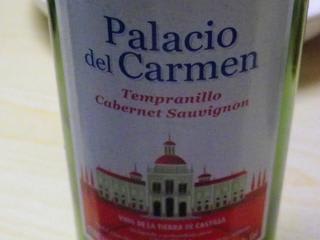 Palacio
del Carmen
Tempranillo
Cabernet Sauvignon
VINO DE LA TIERRA DE CASTILLA